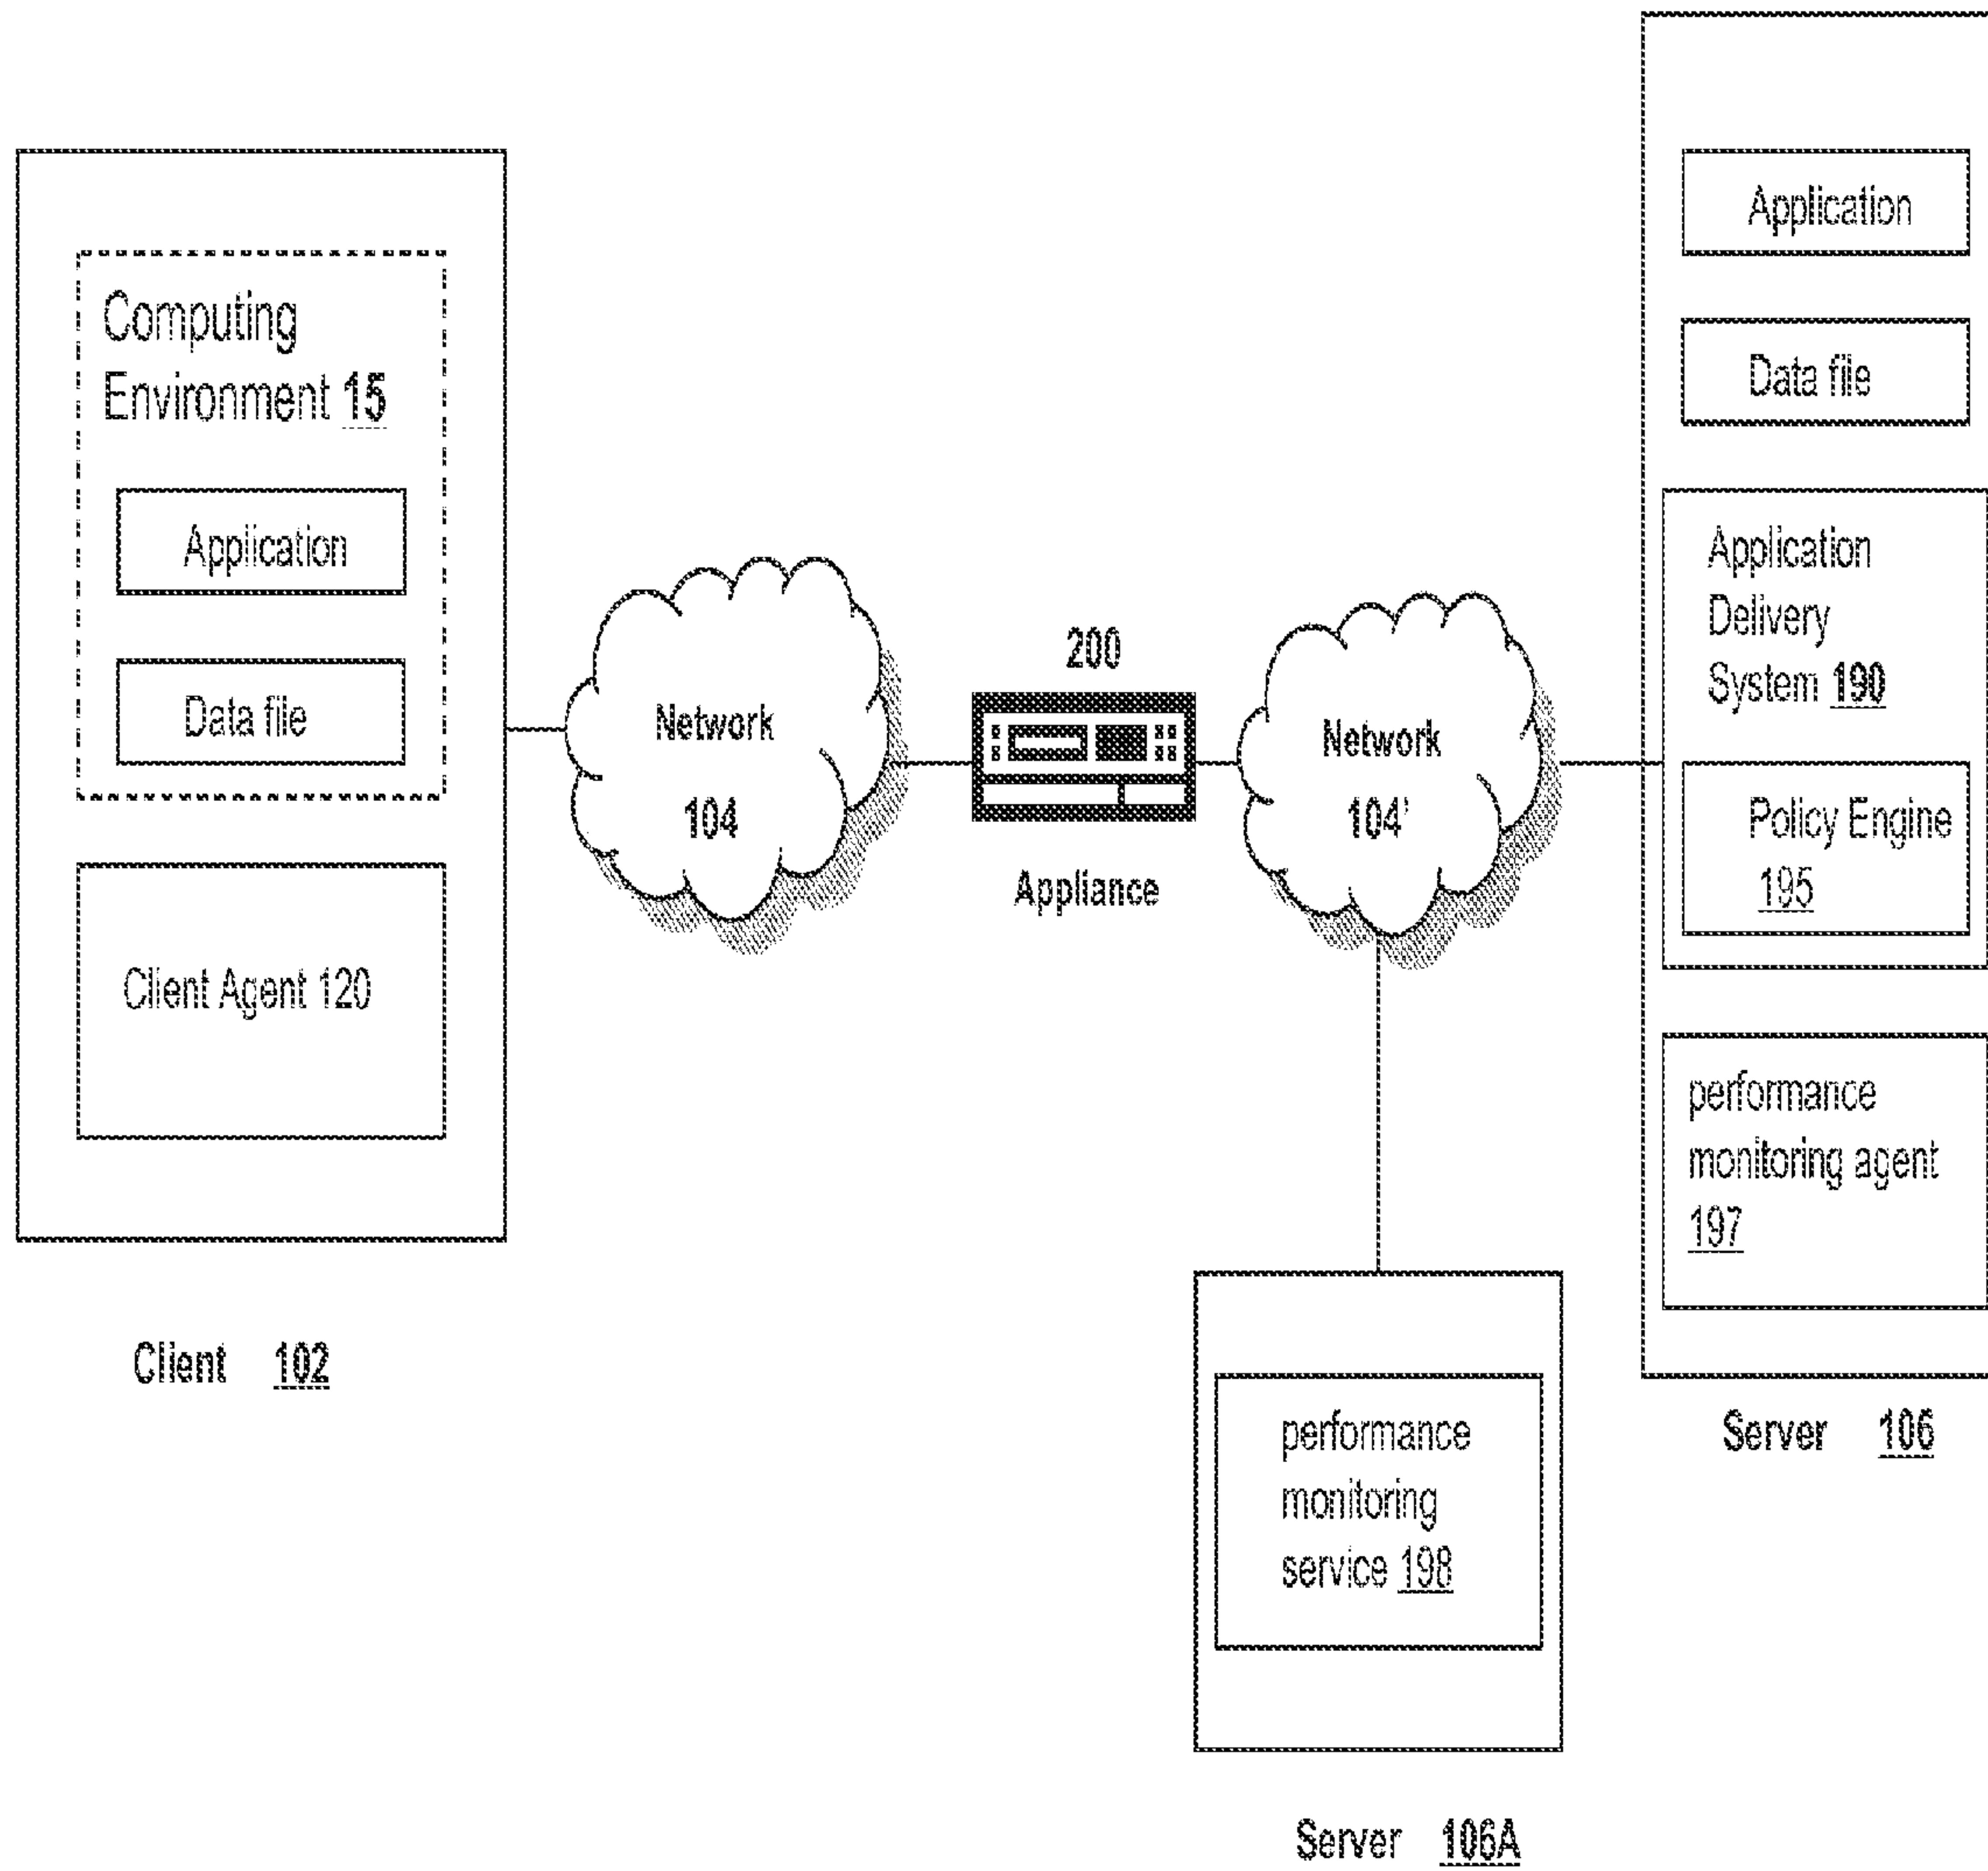 Computing
Environment 15
Application
Data file
Client Agent 120
Client 102
Network
104
200
Appliance
Network
104'
Application
Data file
Application
Delivery
System 190
Policy Engine
195
performance
monitoring agent
197
Server 106
performance
monitoring
service 198
Server 106A